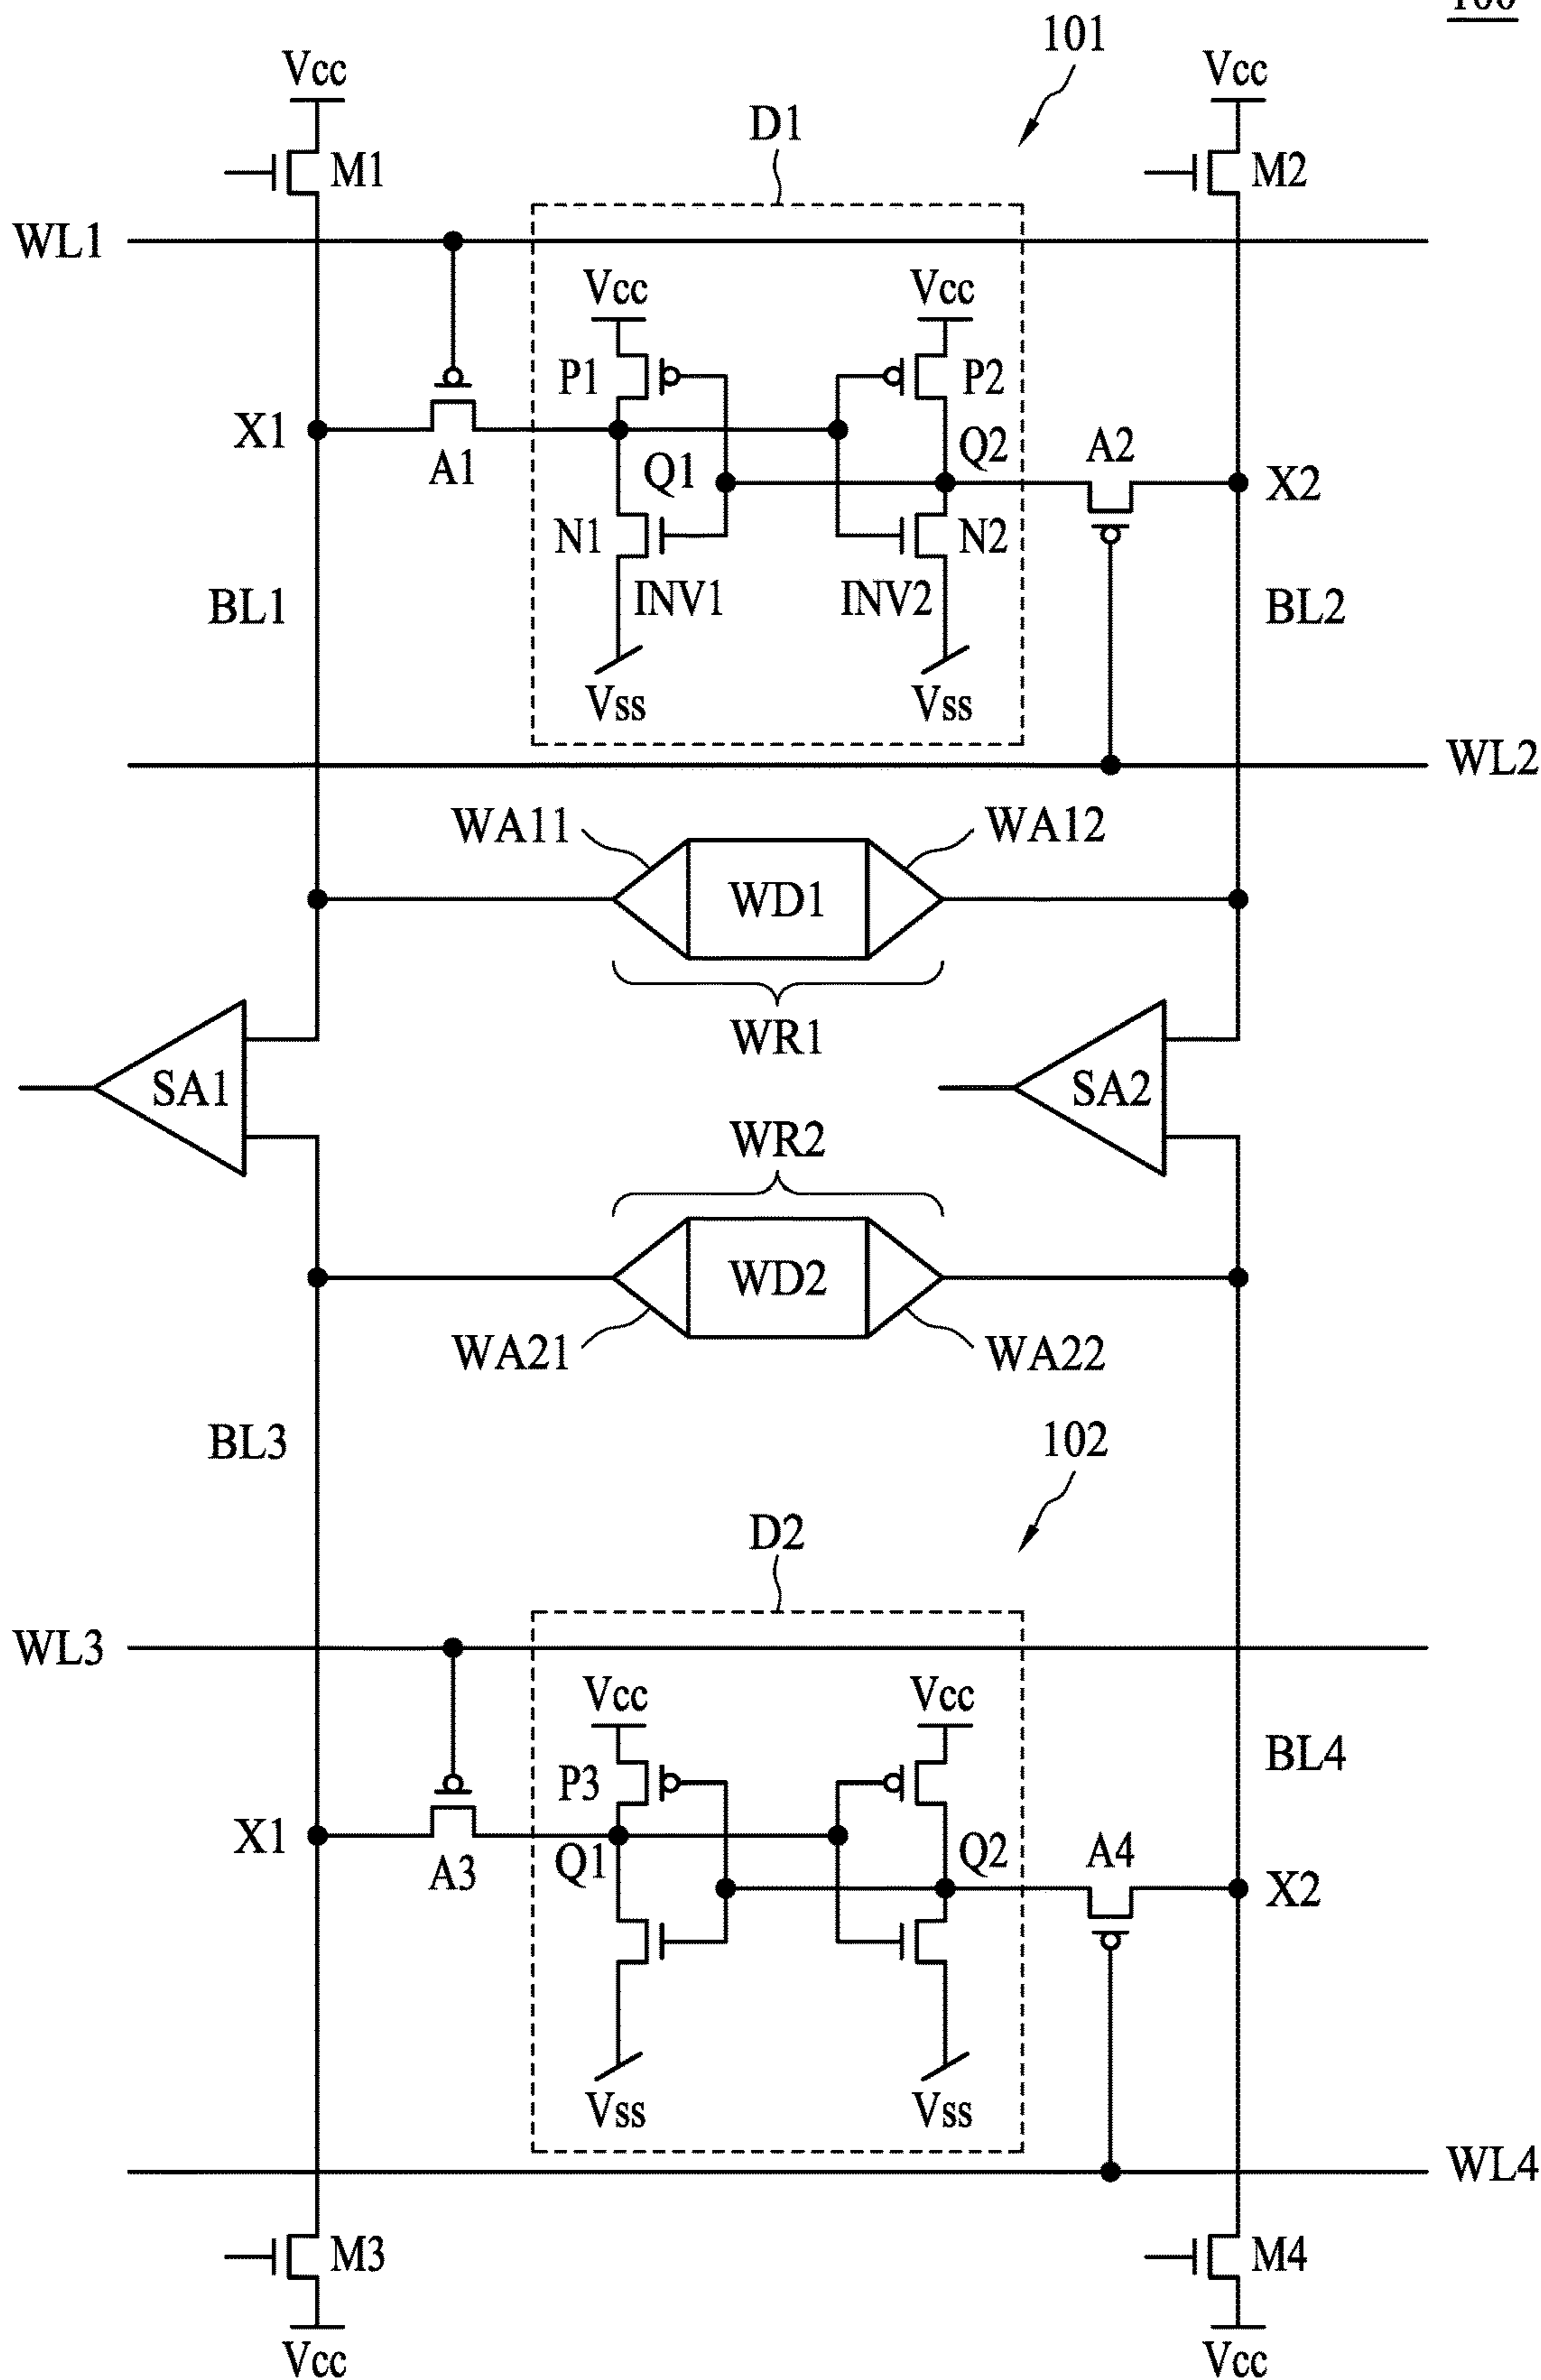 101
Vcc
Vcc
D1
M1
M2
WL1
Vcc
Vcc
P1
P2
X1
A1
Q1
Q2
A2
X2
N1
N2
BL1
INV1
INV2
BL2
Vss
Vss
WL2
WA11
WA12
WD1
WR1
SA1
SA2
WR2
WD2
WA21
WA22
BL3
102
D2
WL3
Vcc
Vcc
P3
BL4
X1
A3
Q1
Q2
A4
X2
Vss
Vss
WL4
M3
M4
Vcc
Vcc